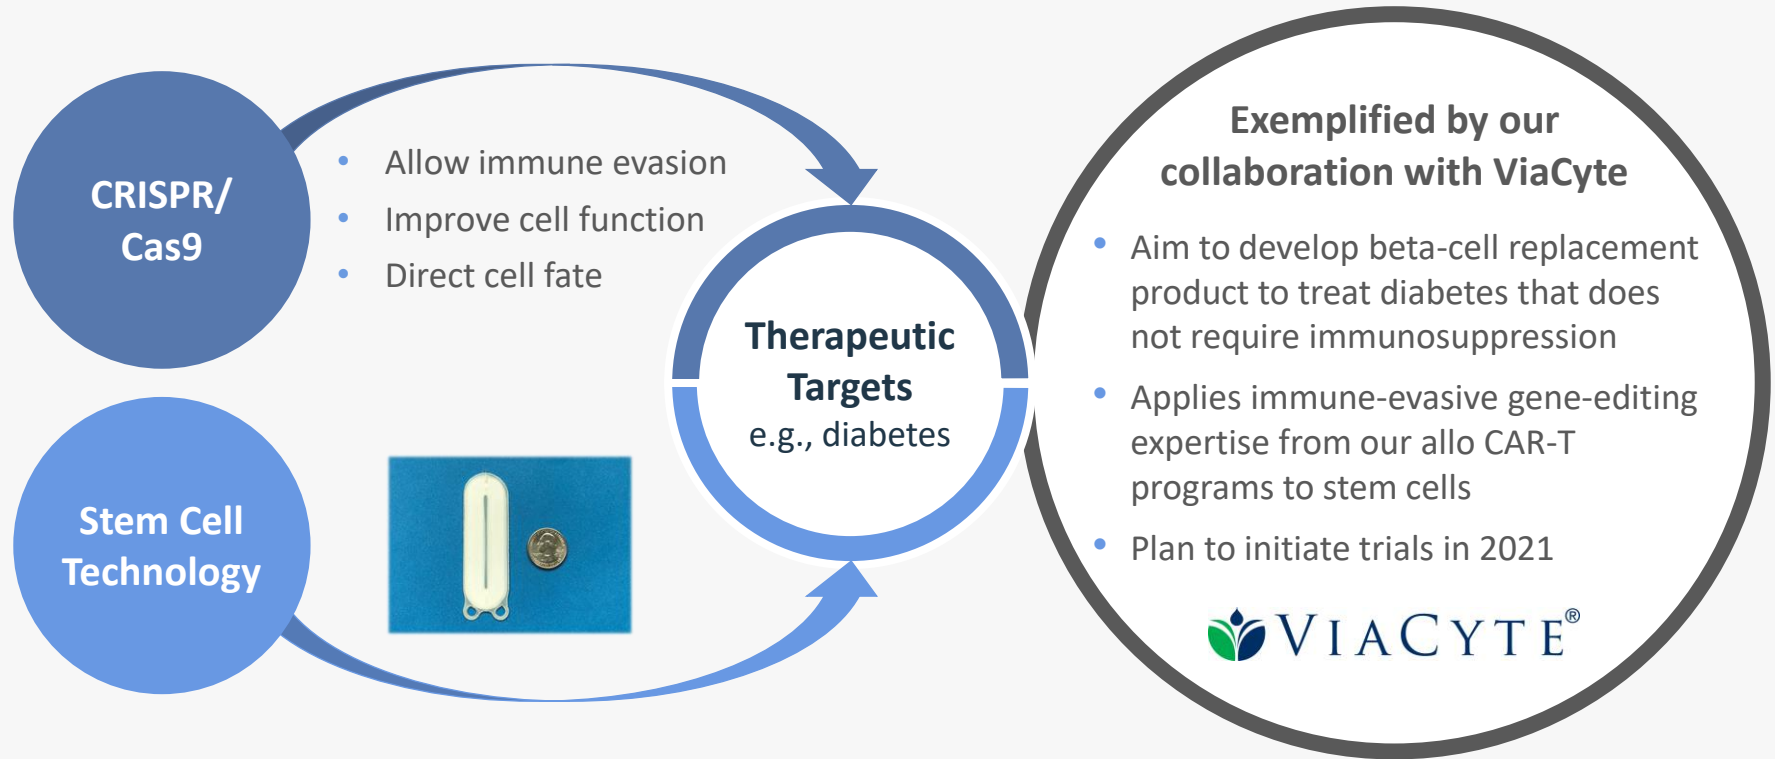 CRISPR/
Cas9
• Allow immune evasion
• Improve cell function
• Direct cell fate
Stem Cell
Technology
Therapeutic
Targets
e.g., diabetes
Exemplified by our
collaboration with ViaCyte
• Aim to develop beta-cell replacement
product to treat diabetes that does
not require immunosuppression
• Applies immune-evasive gene-editing
expertise from our allo CAR-T
programs to stem cells
• Plan to initiate trials in 2021
VIACYTE®